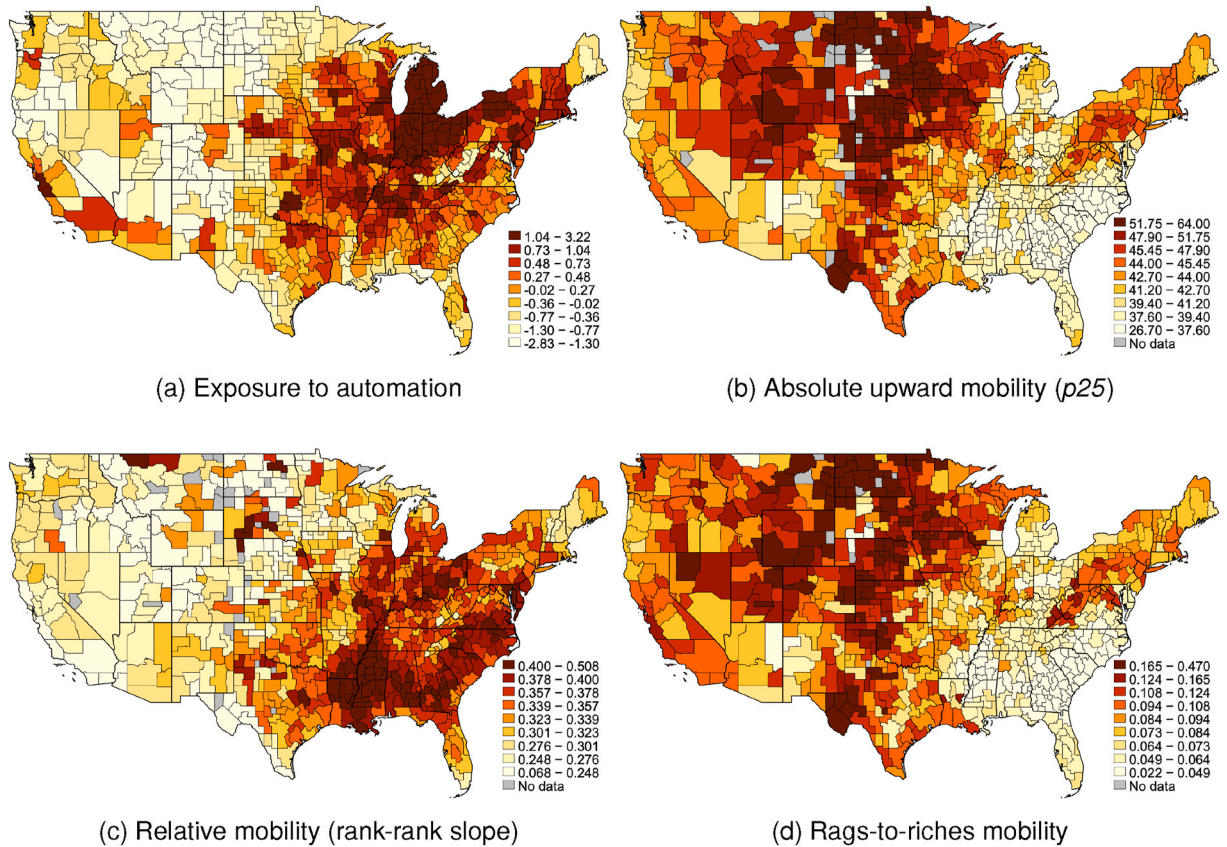 1.04 – 3.22
0.73 – 1.04
0.48 – 0.73
0.27 – 0.48
-0.02 – 0.27
-0.36 – -0.02
-0.77 – -0.36
-1.30 – -0.77
-2.83 – -1.30
(a) Exposure to automation
51.75 – 64.00
47.90 – 51.75
45.45 – 47.90
44.00 – 45.45
42.70 – 44.00
41.20 – 42.70
39.40 – 41.20
37.60 – 39.40
26.70 – 37.60
No data
(b) Absolute upward mobility (p25)
0.400 – 0.508
0.378 – 0.400
0.357 – 0.378
0.339 – 0.357
0.323 – 0.339
0.301 – 0.323
0.276 – 0.301
0.248 – 0.276
0.068 – 0.248
No data
(c) Relative mobility (rank-rank slope)
0.165 – 0.470
0.124 – 0.165
0.108 – 0.124
0.094 – 0.108
0.084 – 0.094
0.073 – 0.084
0.064 – 0.073
0.049 – 0.064
0.022 – 0.049
No data
(d) Rags-to-riches mobility